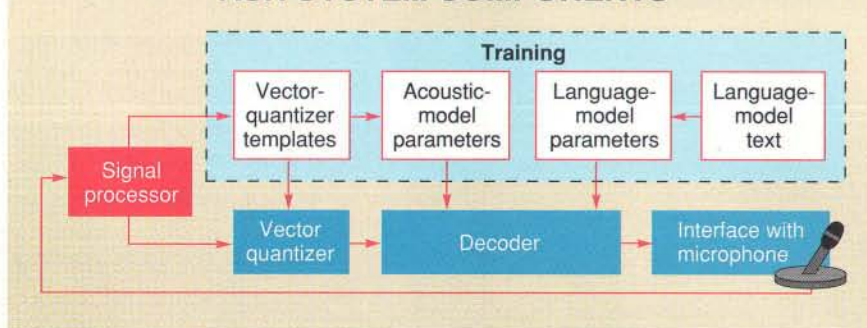 Training
Vector-
quantizer
templates
Acoustic-
model
parameters
Language-
model
parameters
Language-
model
text
Signal
processor
Vector
quantizer
Decoder
Interface with
microphone